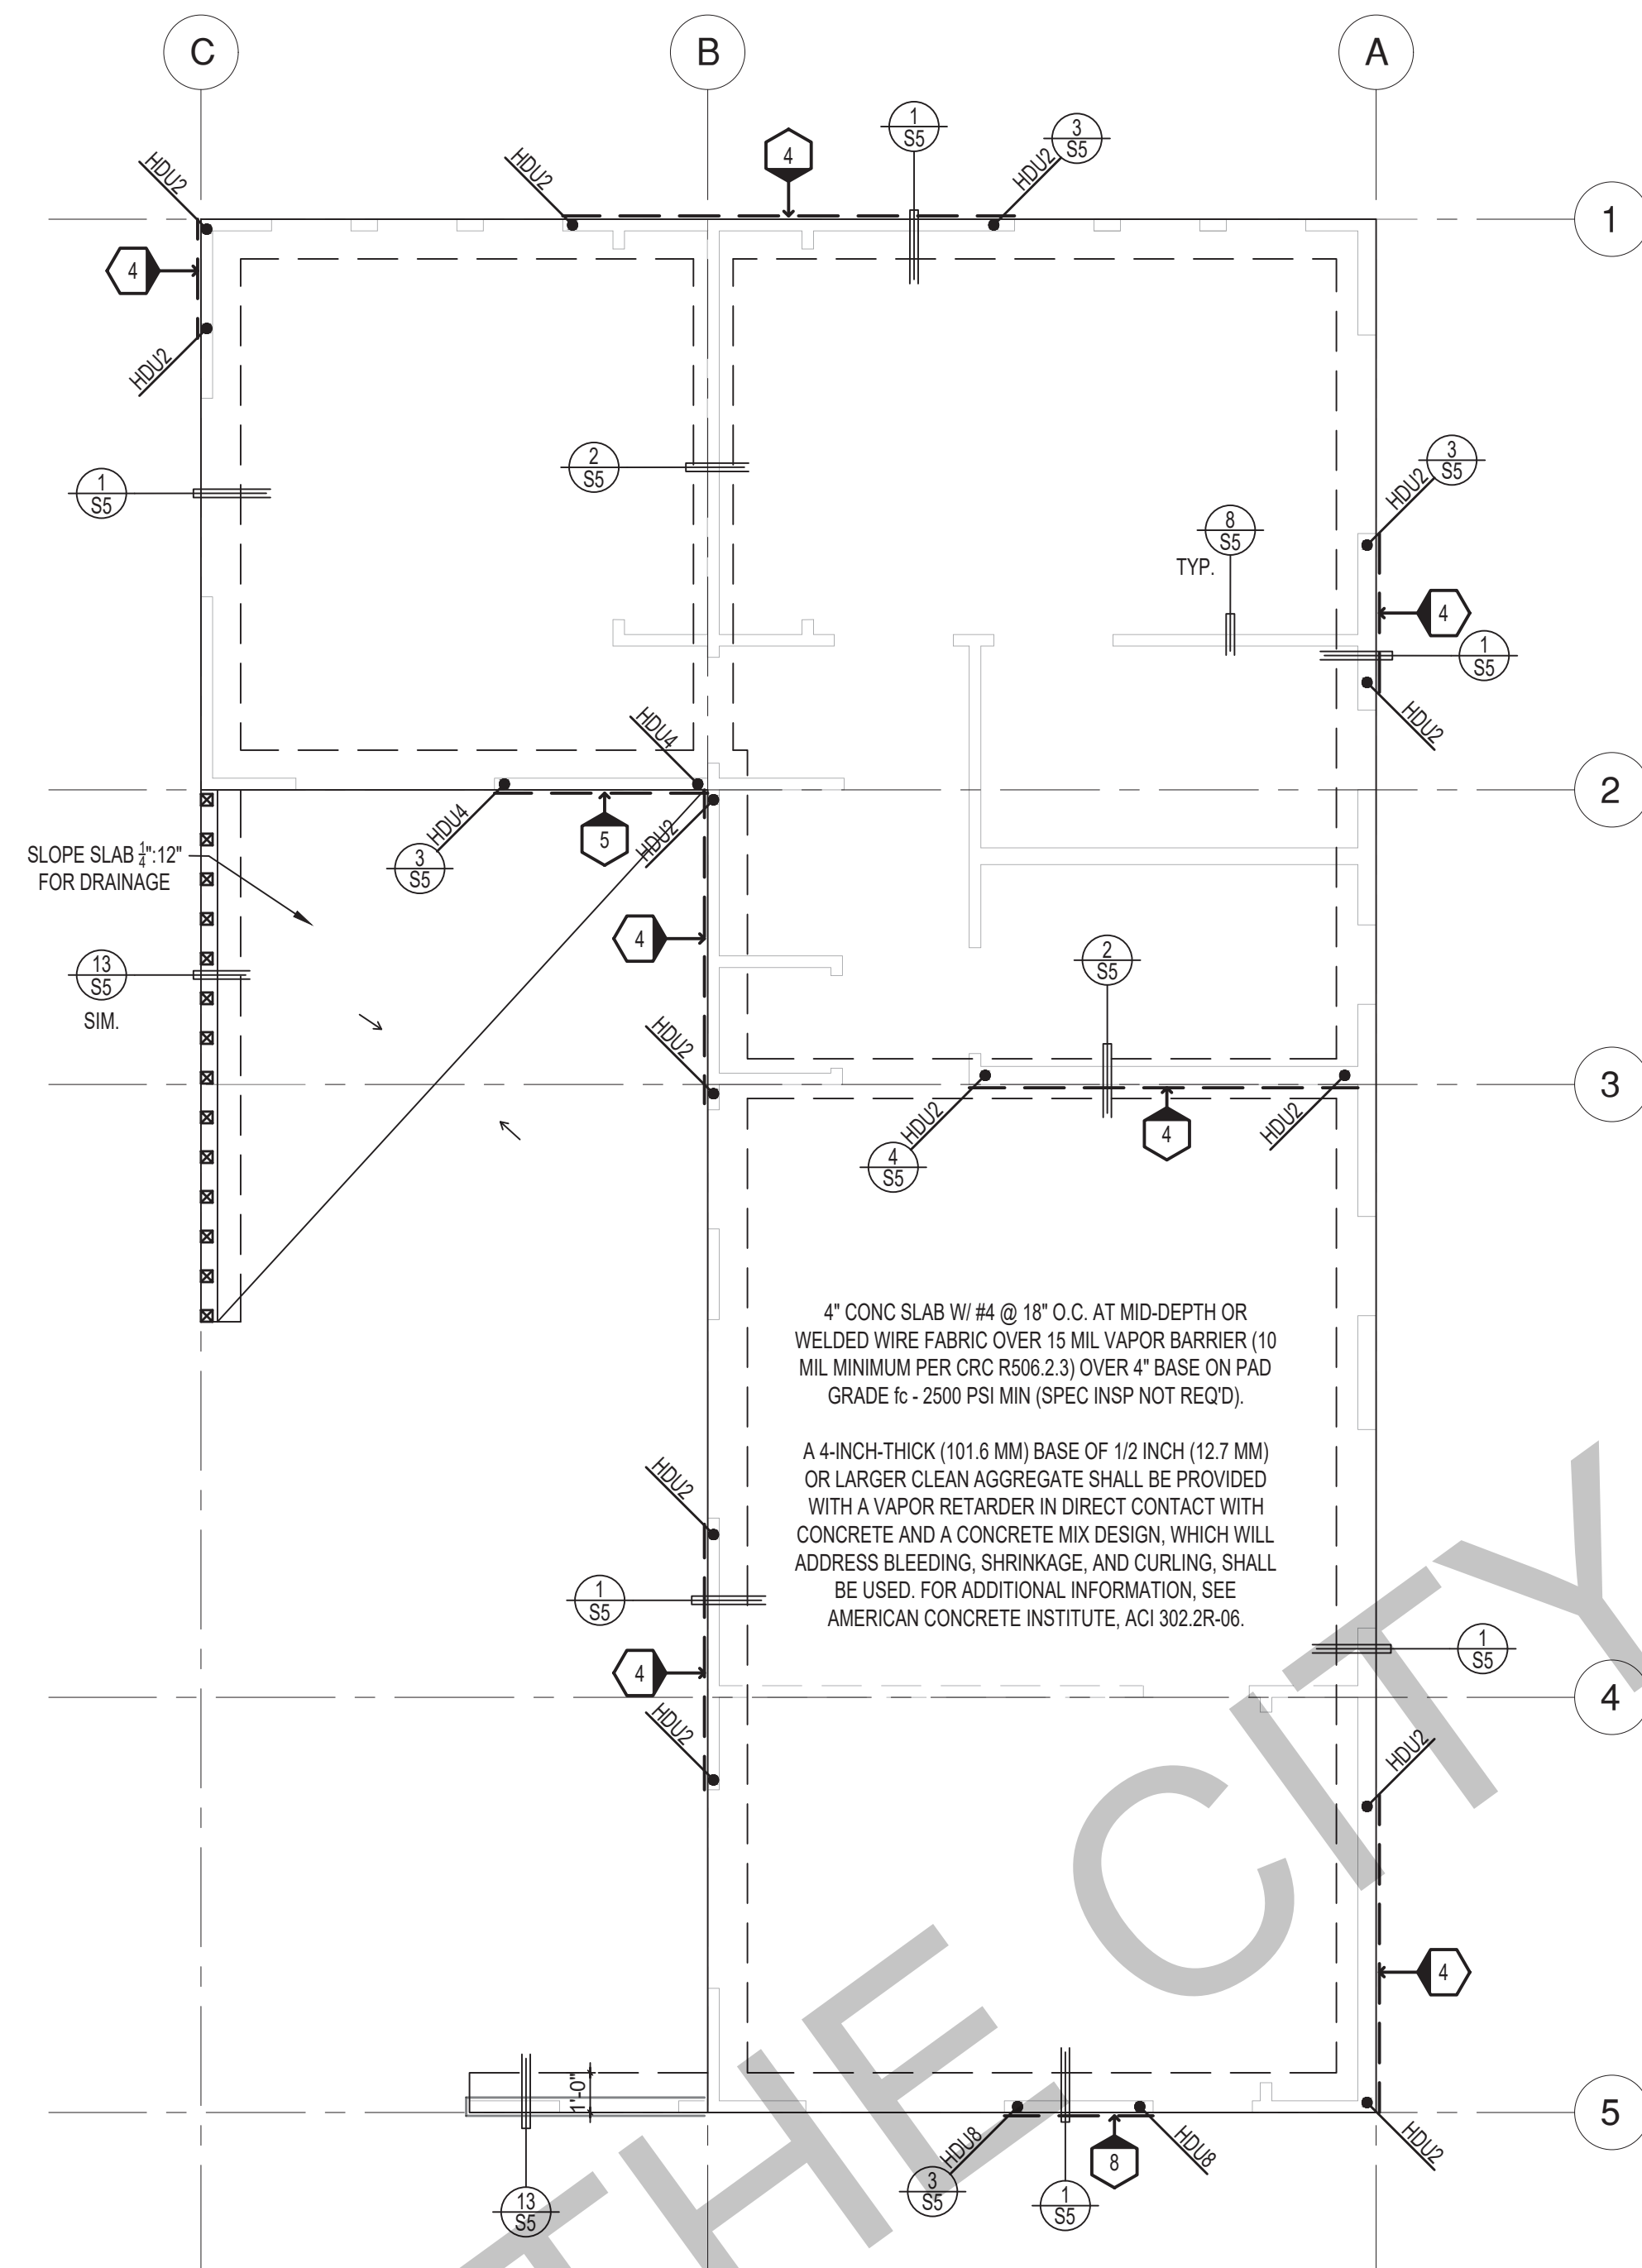 C
B
A
1
S5
3
S5
HDU2
HDU2
HDU2
4
1
4
HDU2
1
S5
2
S5
3
S5
HDU2
8
S5
TYP.
4
1
S5
HDU2
HDU4
2
HDU4
HDU2
5
3
S5
SLOPE SLAB 1/4":12"
FOR DRAINAGE
4
2
S5
13
S5
SIM.
HDU2
3
HDU2
HDU2
4
4
S5
4" CONC SLAB W/ #4 @ 18" O.C. AT MID-DEPTH OR
WELDED WIRE FABRIC OVER 15 MIL VAPOR BARRIER (10
MIL MINIMUM PER CRC R506.2.3) OVER 4" BASE ON PAD
GRADE fc - 2500 PSI MIN (SPEC INSP NOT REQ'D).
A 4-INCH-THICK (101.6 MM) BASE OF 1/2 INCH (12.7 MM)
OR LARGER CLEAN AGGREGATE SHALL BE PROVIDED
WITH A VAPOR RETARDER IN DIRECT CONTACT WITH
CONCRETE AND A CONCRETE MIX DESIGN, WHICH WILL
ADDRESS BLEEDING, SHRINKAGE, AND CURLING, SHALL
BE USED. FOR ADDITIONAL INFORMATION, SEE
AMERICAN CONCRETE INSTITUTE, ACI 302.2R-06.
HDU2
1
S5
1
S5
4
4
HDU2
HDU2
4
1'-0"
5
HDU8
HDU8
HDU2
8
3
S5
1
S5
13
S5
THE CITY